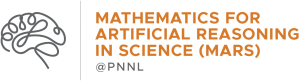 MATHEMATICS FOR
ARTIFICIAL REASONING
IN SCIENCE (MARS)
@PNNL